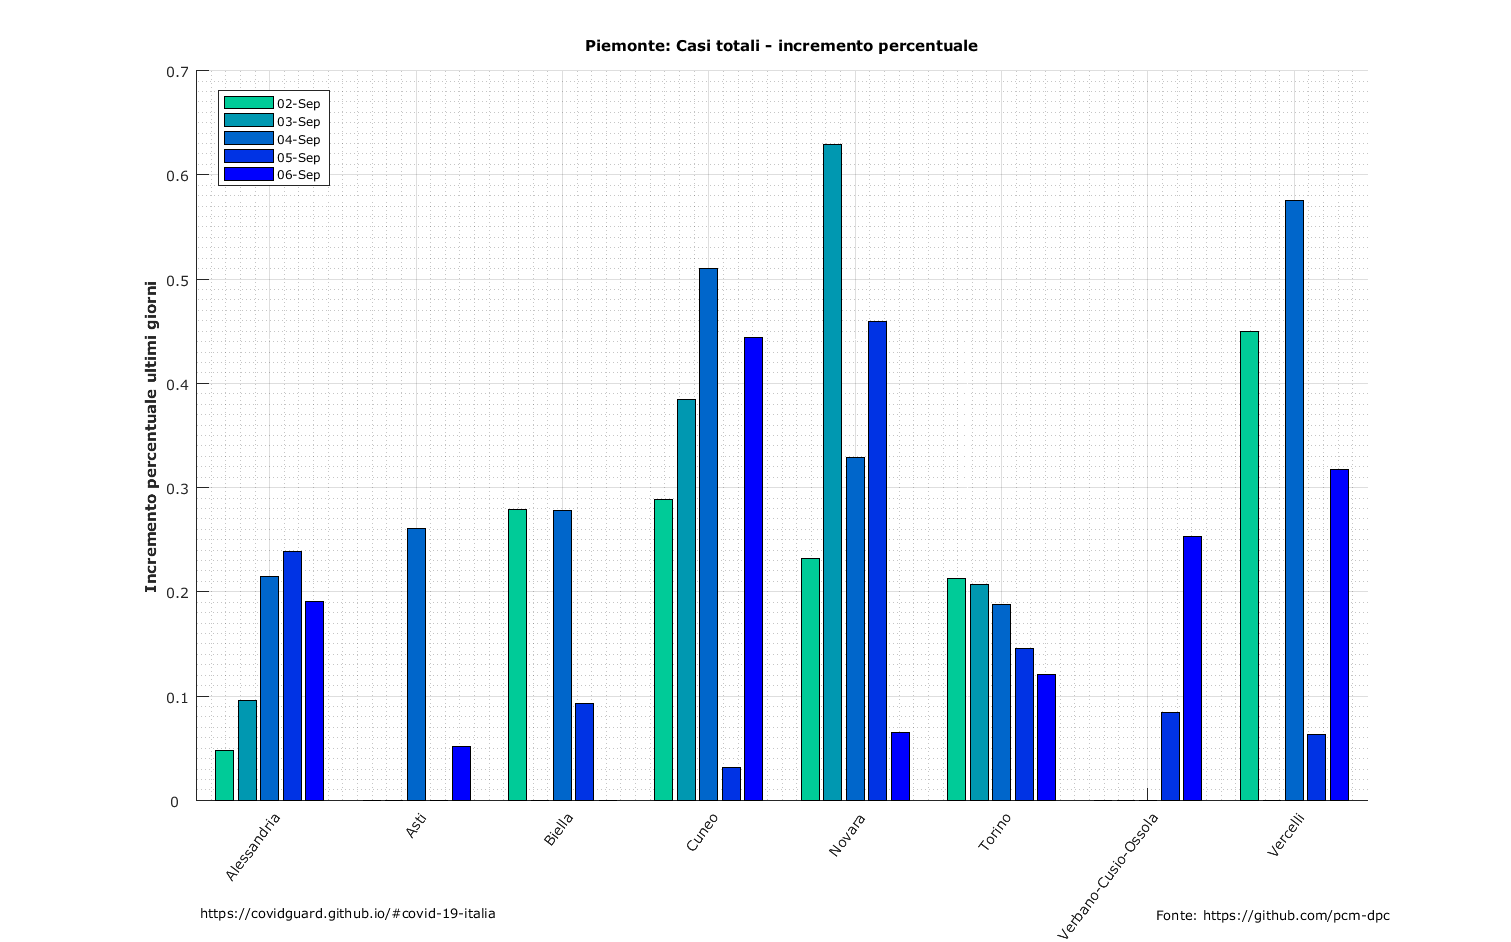 Piemonte: Casi totali - incremento percentuale
0.7
0.6
0.5
0.4
0.3
0.2
0.1
0
Incremento percentuale ultimi giorni
02-Sep
03-Sep
04-Sep
05-Sep
06-Sep
Alessandria
Asti
Biella
Cuneo
Novara
Torino
Verbano-Cusio-Ossola
Vercelli
https://covidguard.github.io/#covid-19-italia
Fonte: https://github.com/pcm-dpc